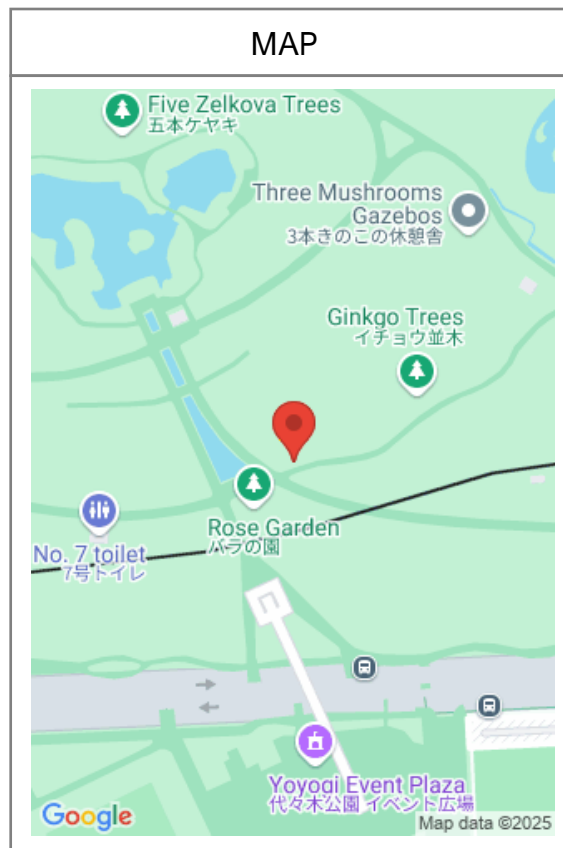 MAP
Five Zelkova Trees
五本ケヤキ
Three Mushrooms
Gazebos
3本きのこの休憩舎
Ginkgo Trees
イチョウ並木
Rose Garden
バラの園
No. 7 toilet
7号トイレ
Yoyogi Event Plaza
代々木公園 イベント広場
Google
Map data ©2025